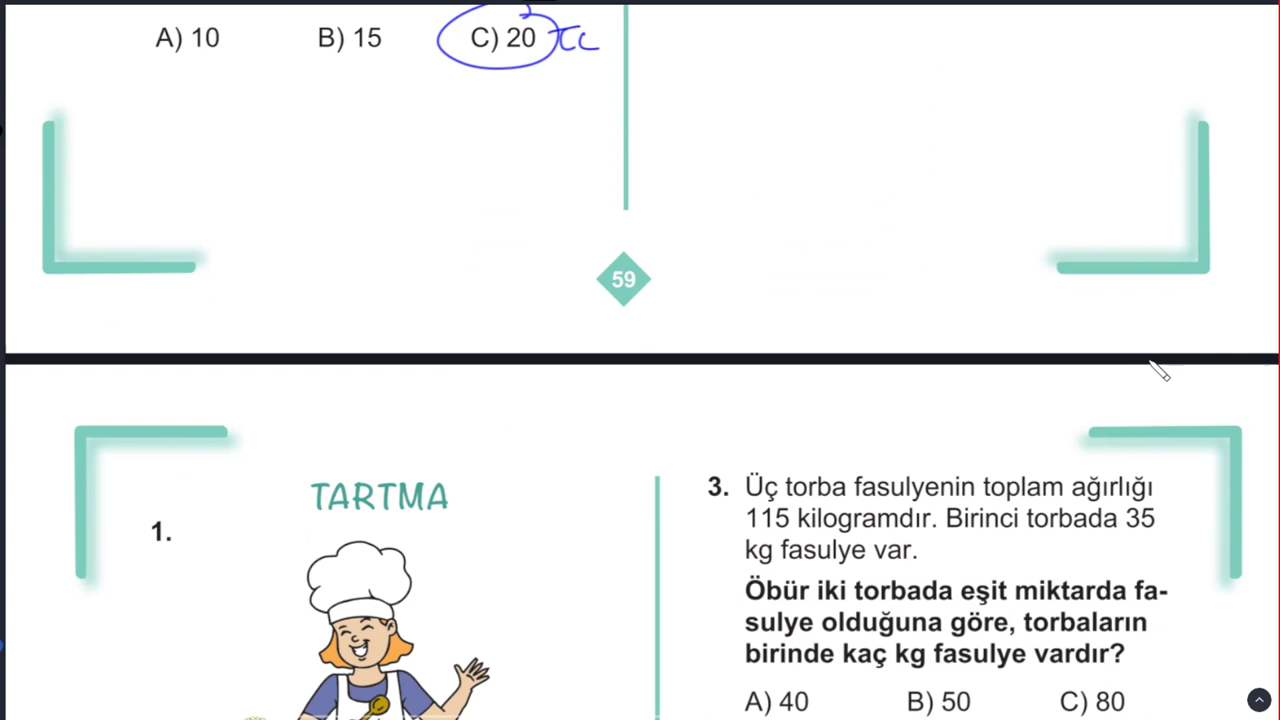 A) 10 B) 15 C) 20 TL
59
TARTMA
1.
3. Üç torba fasulyenin toplam ağırlığı
115 kilogramdır. Birinci torbada 35
kg fasulye var.
Öbür iki torbada eşit miktarda fa-
sulye olduğuna göre, torbaların
birinde kaç kg fasulye vardır?
A) 40 B) 50 C) 80